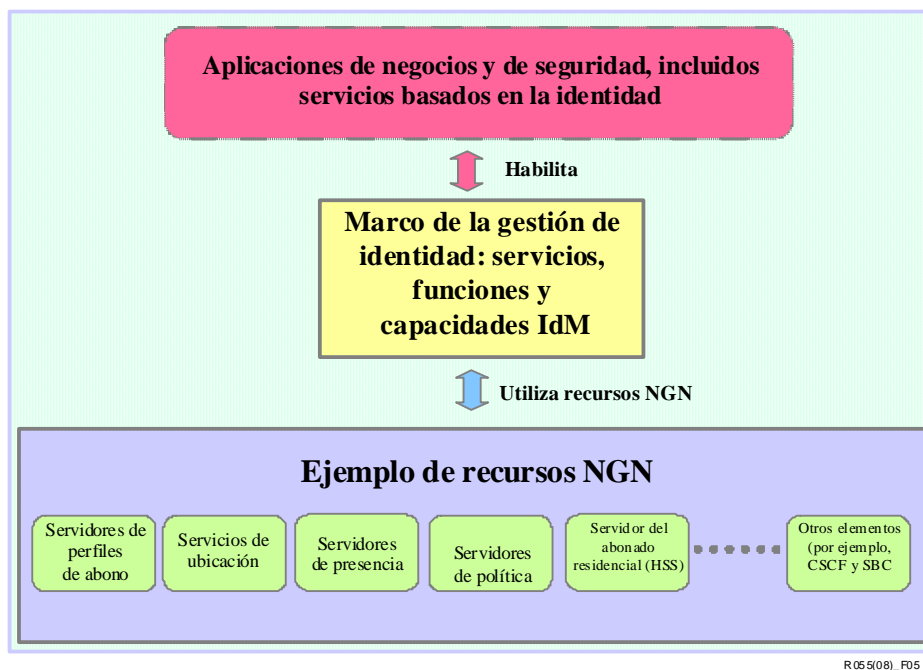 Aplicaciones de negocios y de seguridad, incluidos
servicios basados en la identidad
Habilita
Marco de la gestión de
identidad: servicios,
funciones y
capacidades IdM
Utiliza recursos NGN
Ejemplo de recursos NGN
Servidores de
perfiles
de abono
Servicios de
ubicación
Servidores
de presencia
Servidores
de política
Servidor del
abonado
residencial (HSS)
Otros elementos
(por ejemplo,
CSCF y SBC
R055(08)_F05